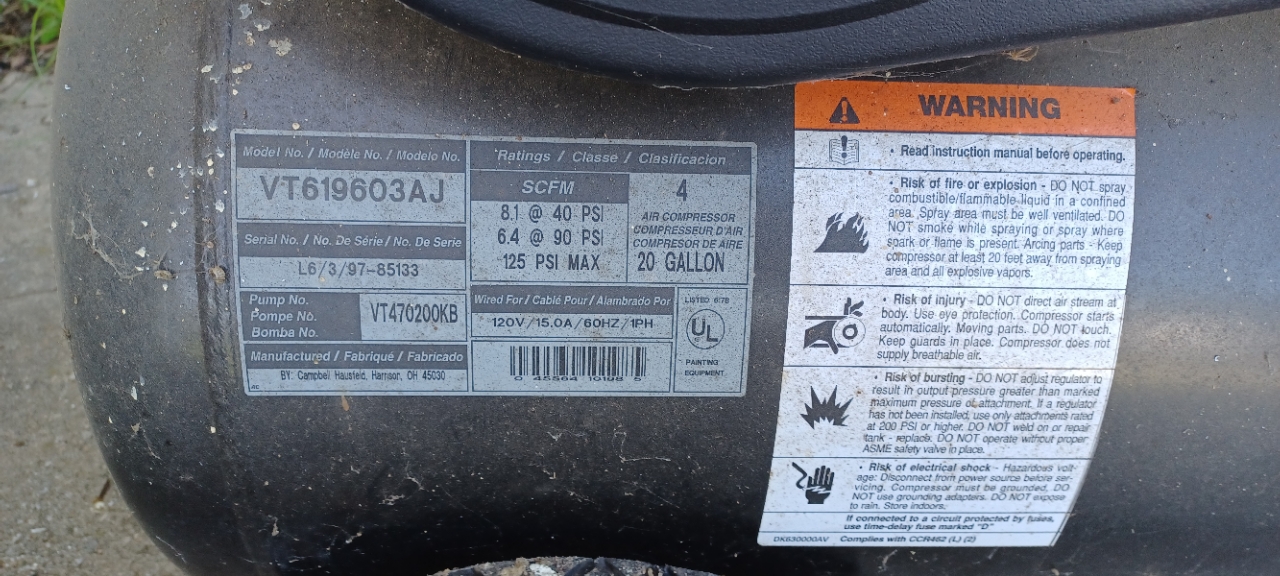 Model No. / Modèle No. / Modelo No.
VT619603AJ
Serial No. / No. De Série / No. De Serie
L6/3/97-85133
Pump No.
Pompe No.
Bomba No.
VT470200KB
Manufactured / Fabriqué / Fabricado
BY: Campbell Hausfeld, Harrison, OH 45030
Ratings / Classé / Clasificacion
SCFM
8.1 @ 40 PSI
6.4 @ 90 PSI
125 PSI MAX
4
AIR COMPRESSOR
COMPRESSEUR D'AIR
COMPRESOR DE AIRE
20 GALLON
Wired For / Cablé Pour / Alambrado Por
120V/15.0A/60HZ/1PH
0 45564 10198 5
LISTED 617B
UL
PAINTING
EQUIPMENT
WARNING
• Read instruction manual before operating.
• Risk of fire or explosion - DO NOT spray
combustible/flammable liquid in a confined
area. Spray area must be well ventilated. DO
NOT smoke while spraying or spray where
spark or flame is present. Arcing parts - Keep
compressor at least 20 feet away from spraying
area and all explosive vapors.
• Risk of injury - DO NOT direct air stream at
body. Use eye protection. Compressor starts
automatically. Moving parts. DO NOT touch.
Keep guards in place. Compressor does not
supply breathable air.
• Risk of bursting - DO NOT adjust regulator to
result in output pressure greater than marked
maximum pressure of attachment. If a regulator
has not been installed, use only attachments rated
at 200 PSI or higher. DO NOT weld on or repair
tank - replace. DO NOT operate without proper
ASME safety valve in place.
• Risk of electrical shock - Hazardous volt-
age: Disconnect from power source before ser-
vicing. Compressor must be grounded. DO
NOT use grounding adapters. DO NOT expose
to rain. Store indoors.
If connected to a circuit protected by fuses,
use time-delay fuse marked "D"
DK630000AV Complies with CCR462 (L) (2)